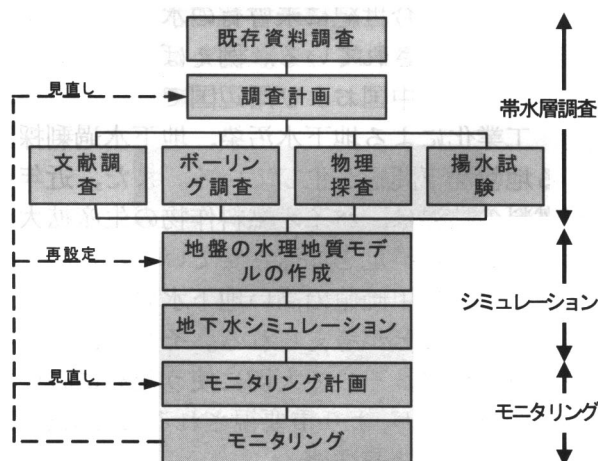 既存資料調査
見直し
調査計画
帯水層調査
文献調
査
ボーリン
グ調査
物理
探査
揚水試
験
再設定
地盤の水理地質モデ
ルの作成
シミュレーション
地下水シミュレーション
見直し
モニタリング計画
モニタリング
モニタリング